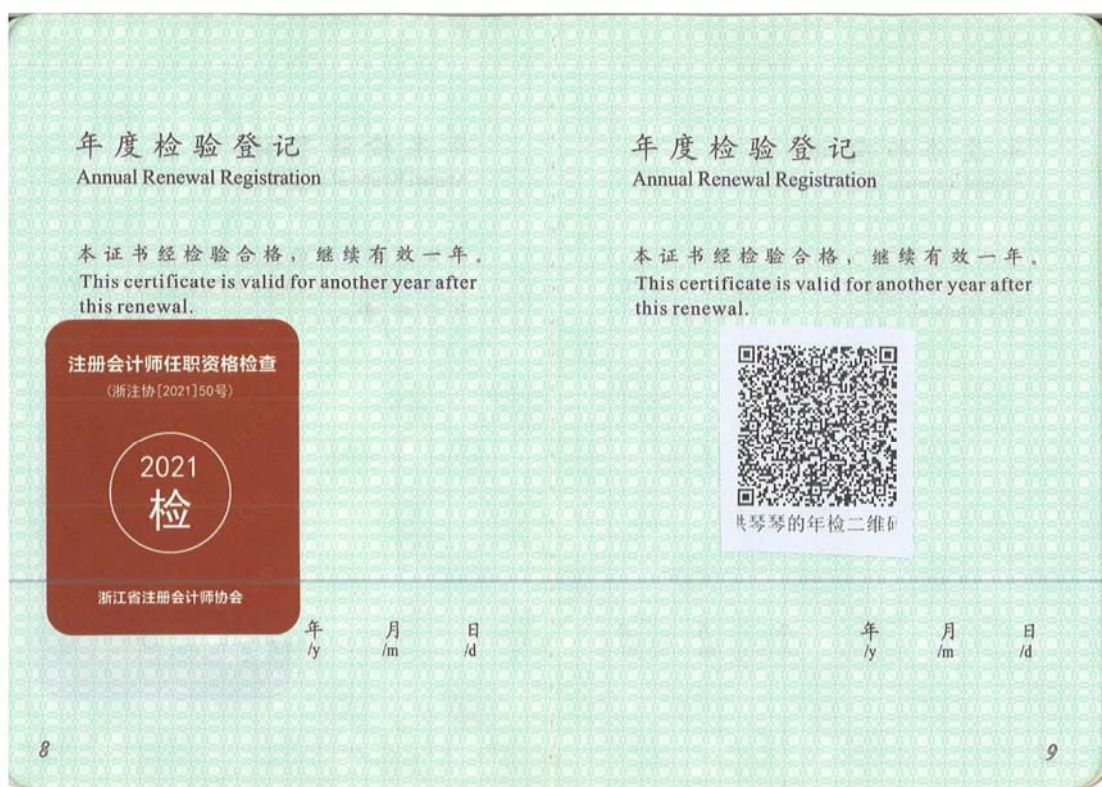 年度检验登记
Annual Renewal Registration
本证书经检验合格，继续有效一年。
This certificate is valid for another year after
this renewal.
注册会计师任职资格检查
(浙注协[2021]50号)
2021
检
浙江省注册会计师协会
年 月 日
/y /m /d
8
年度检验登记
Annual Renewal Registration
本证书经检验合格，继续有效一年。
This certificate is valid for another year after
this renewal.
琴琴的年检二维
年 月 日
/y /m /d
9